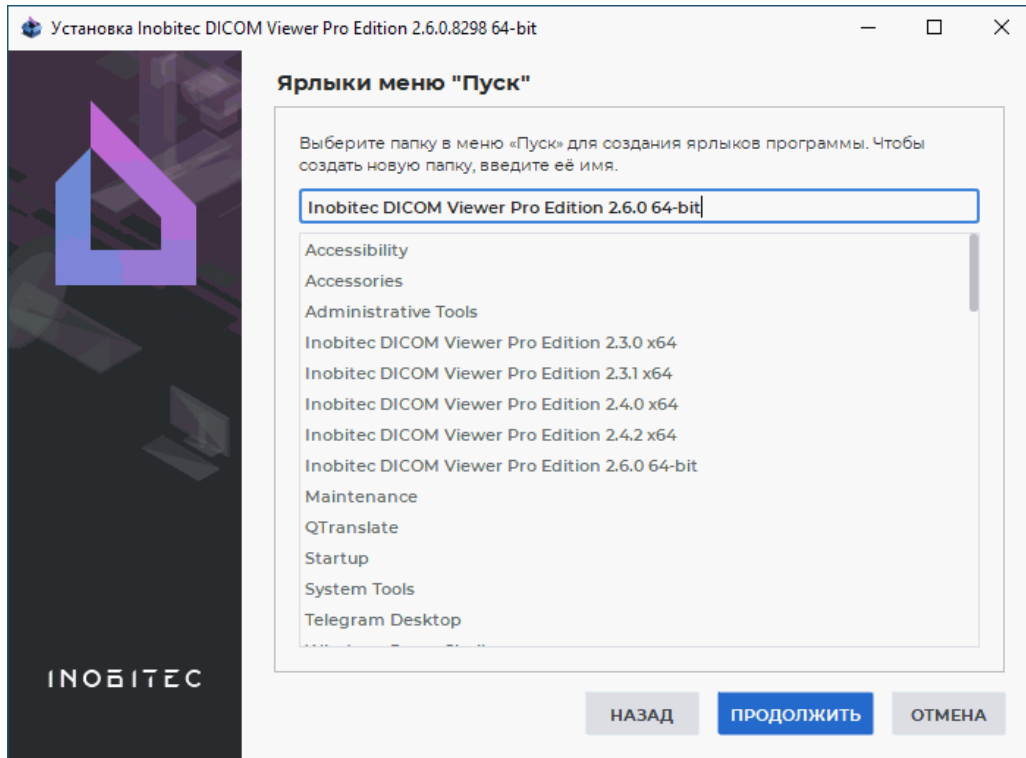 Установка Inobitec DICOM Viewer Pro Edition 2.6.0.8298 64-bit
Ярлыки меню "Пуск"
Выберите папку в меню «Пуск» для создания ярлыков программы. Чтобы
создать новую папку, введите её имя.
Inobitec DICOM Viewer Pro Edition 2.6.0 64-bit
Accessibility
Accessories
Administrative Tools
Inobitec DICOM Viewer Pro Edition 2.3.0 x64
Inobitec DICOM Viewer Pro Edition 2.3.1 x64
Inobitec DICOM Viewer Pro Edition 2.4.0 x64
Inobitec DICOM Viewer Pro Edition 2.4.2 x64
Inobitec DICOM Viewer Pro Edition 2.6.0 64-bit
Maintenance
QTranslate
Startup
System Tools
Telegram Desktop
INOBITEC
НАЗАД ПРОДОЛЖИТЬ ОТМЕНА